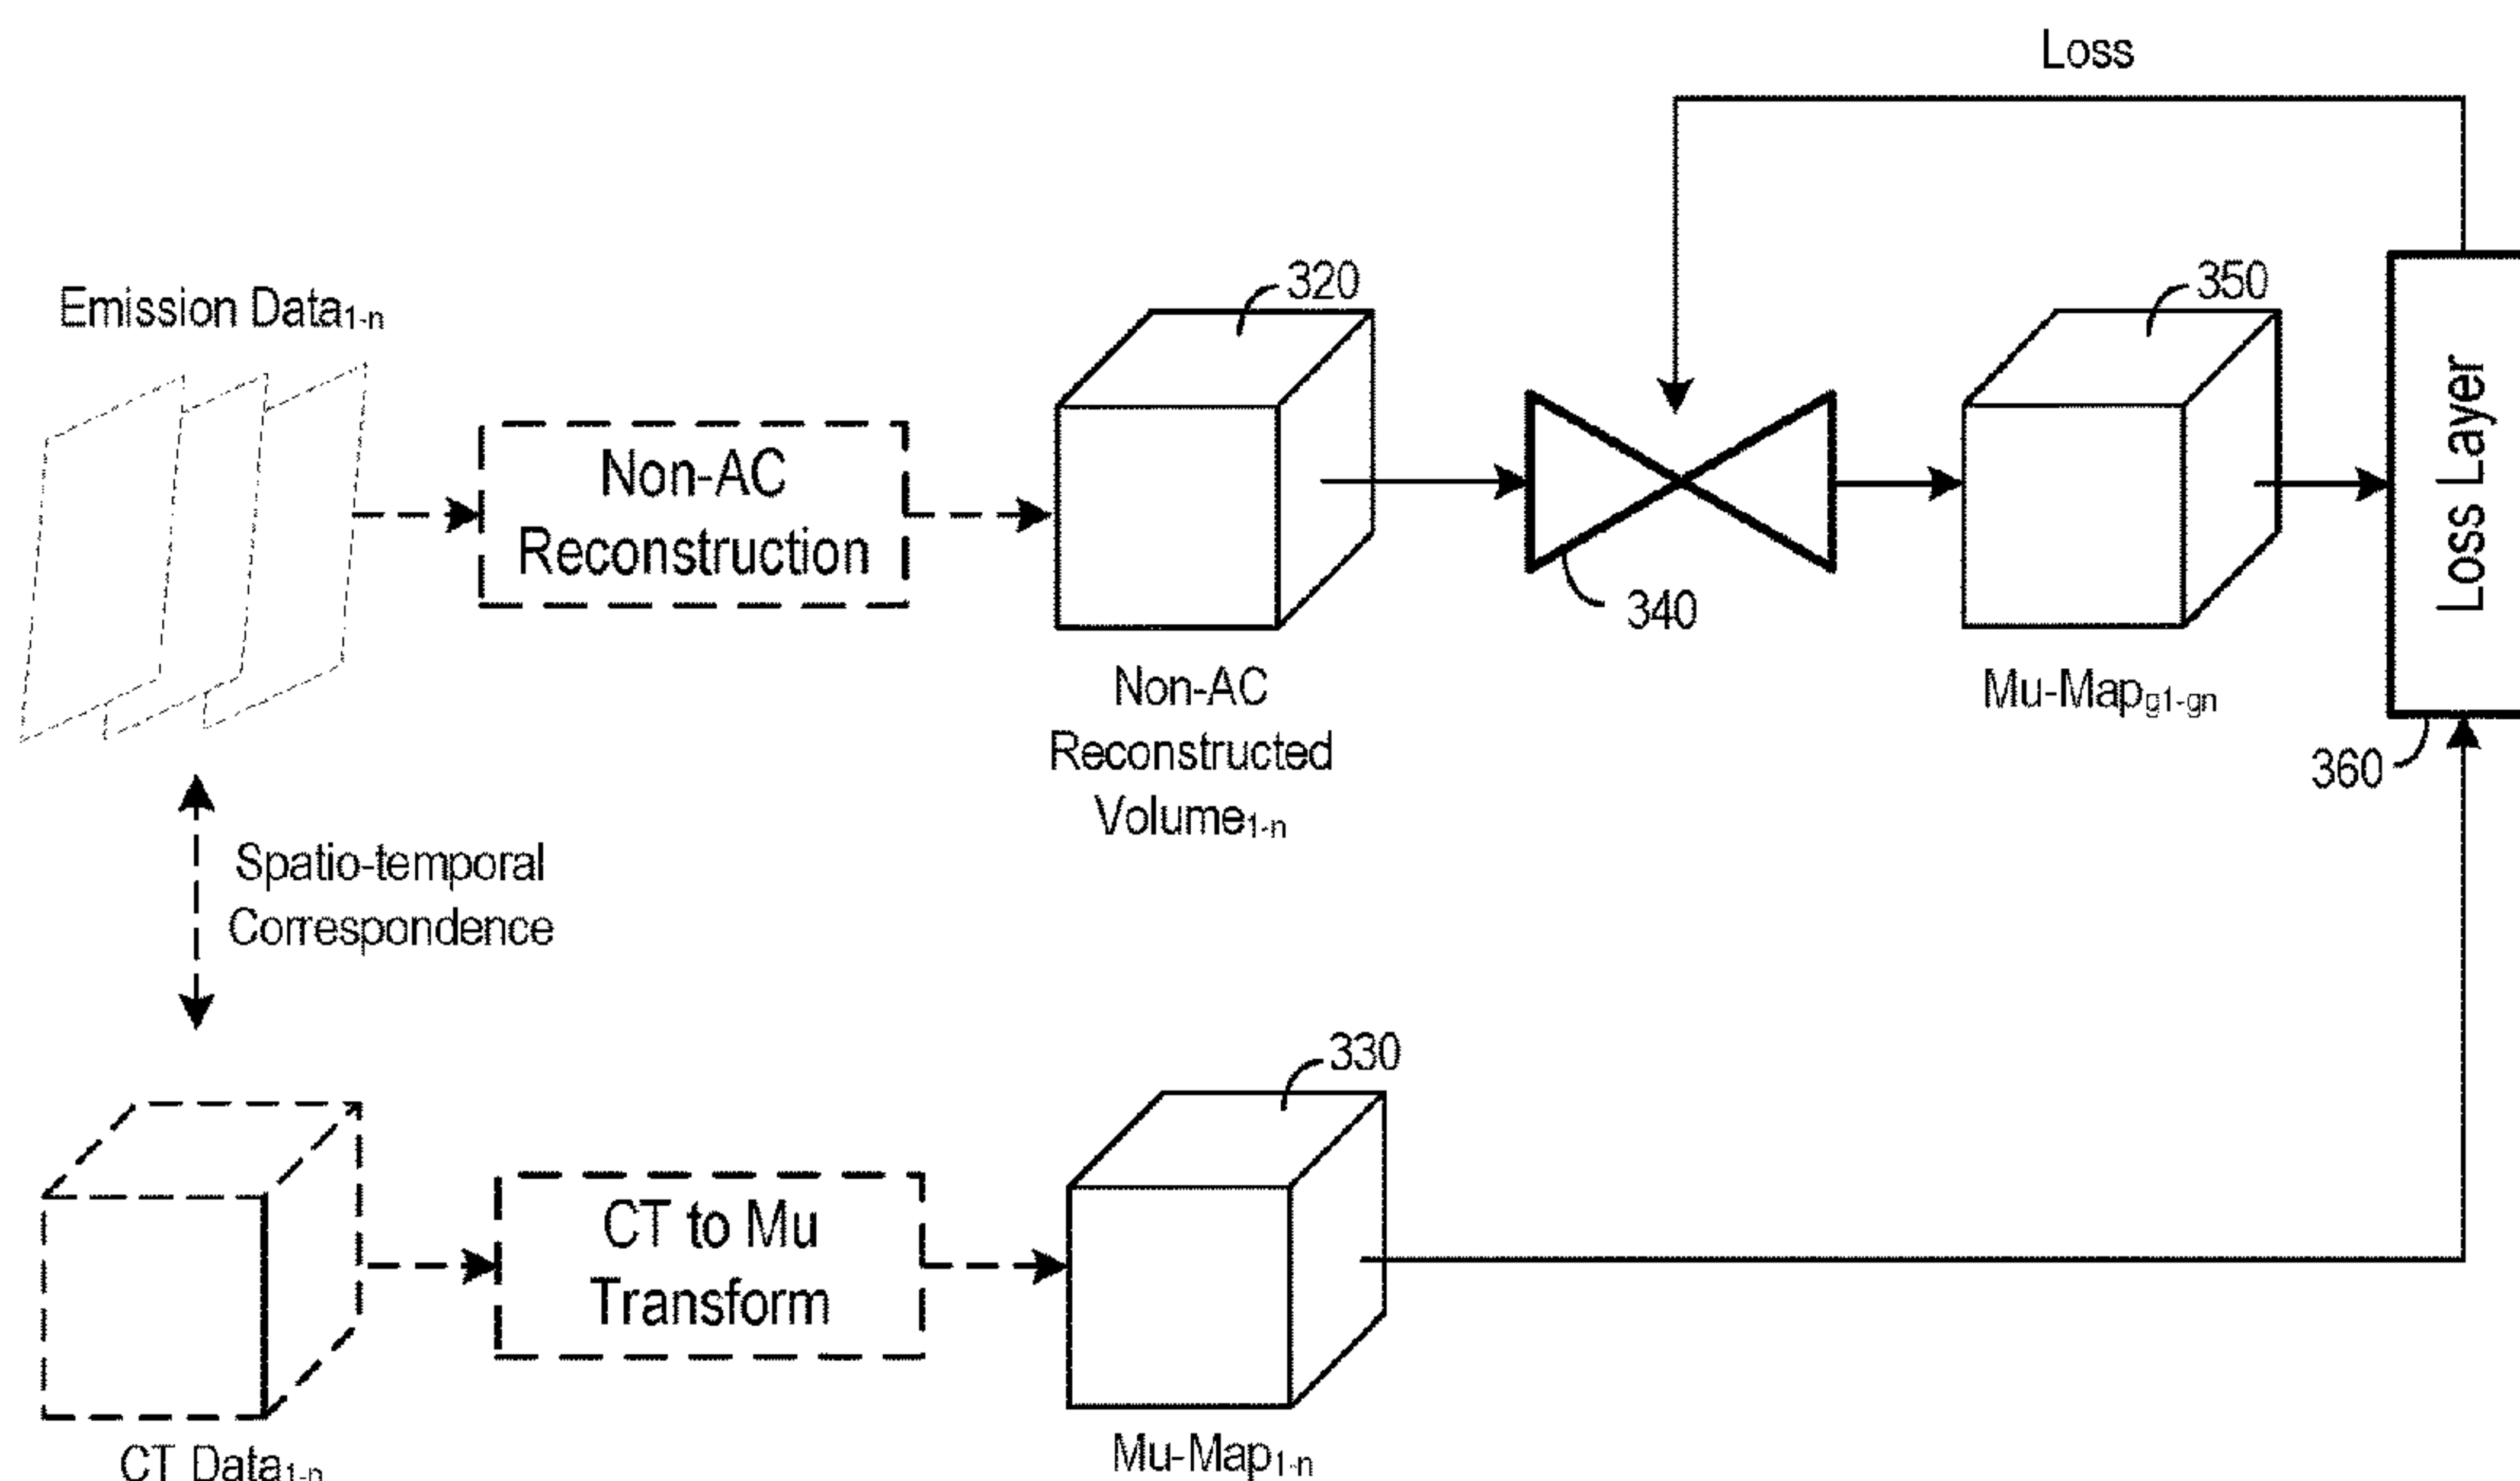 Loss
320
350
Emission Data1-n
Non-AC
Reconstruction
Loss Layer
340
Non-AC
Reconstructed
Volume1-n
Mu-Mapg1-gn
360
Spatio-temporal
Correspondence
330
CT to Mu
Transform
CT Data1-n
Mu-Map1-n